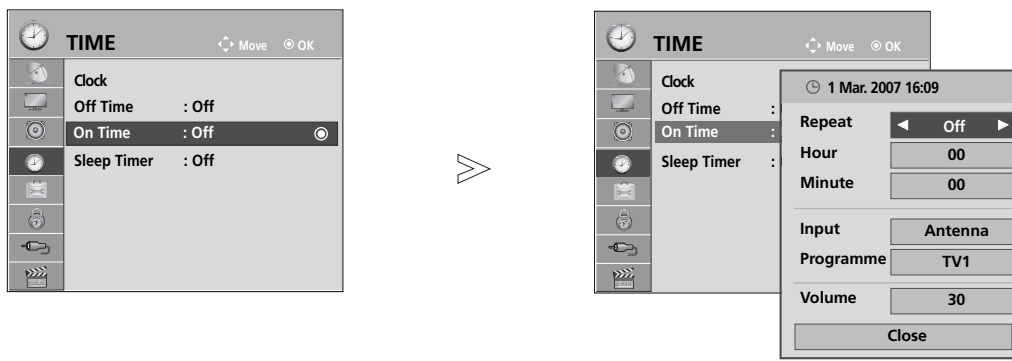 TIME Move OK
Clock
Off Time : Off
On Time : Off
Sleep Timer : Off
TIME Move OK
Clock
Off Time :
On Time :
Sleep Timer :
1 Mar. 2007 16:09
Repeat ◀ Off ▶
Hour 00
Minute 00
Input Antenna
Programme TV1
Volume 30
Close